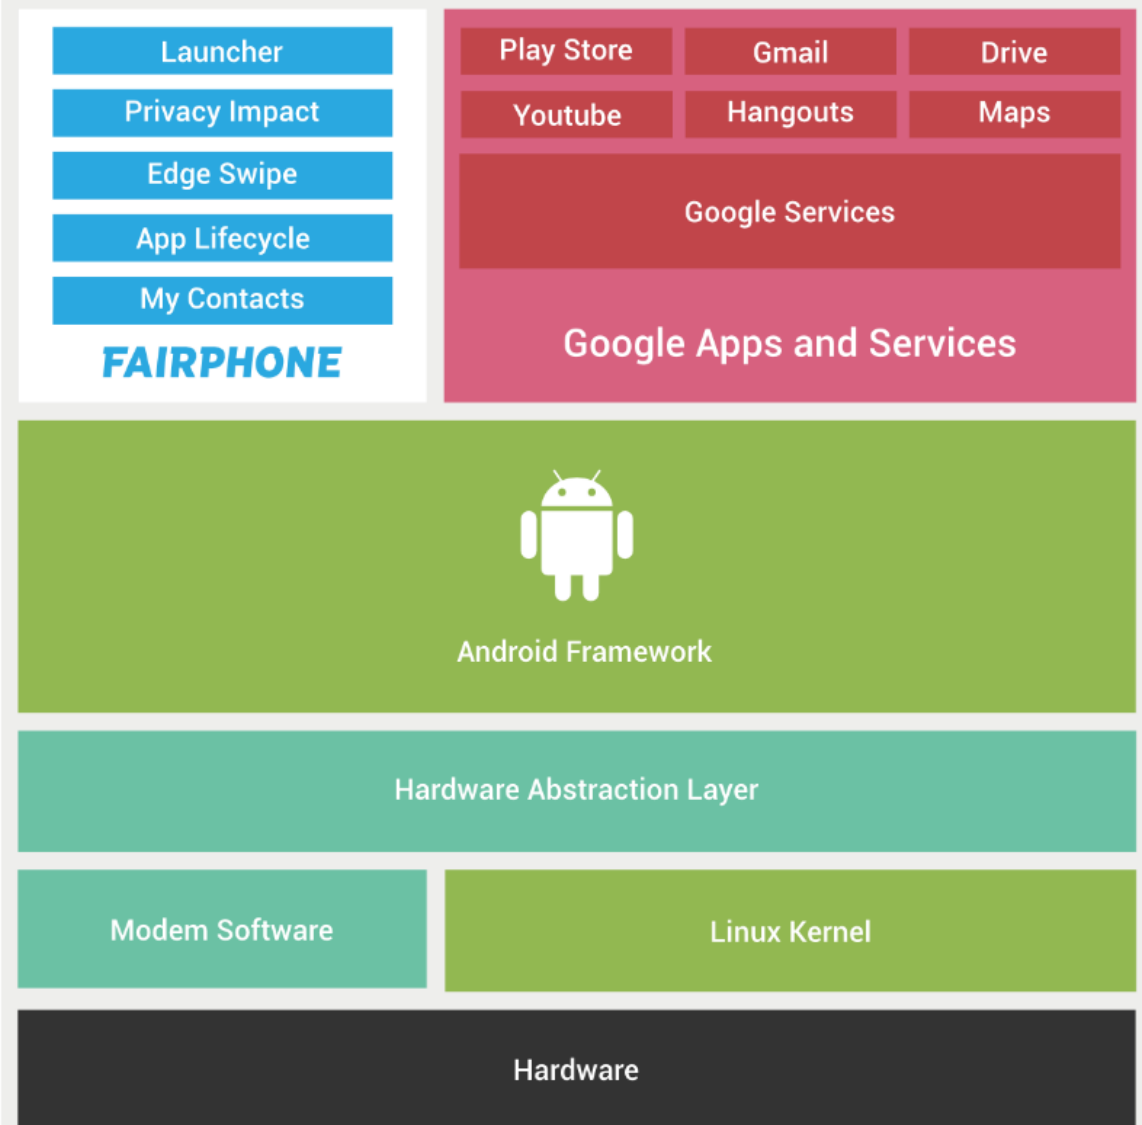 Launcher
Privacy Impact
Edge Swipe
App Lifecycle
My Contacts
FAIRPHONE
Play Store
Gmail
Drive
Youtube
Hangouts
Maps
Google Services
Google Apps and Services
Android Framework
Hardware Abstraction Layer
Modem Software
Linux Kernel
Hardware